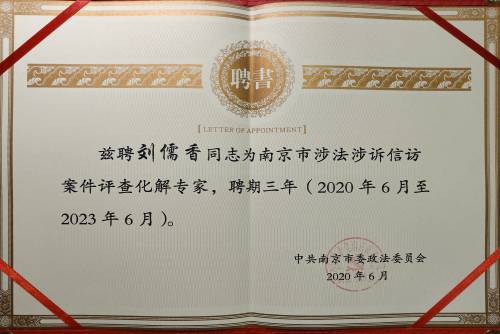 聘書
LETTER OF APPOINTMENT
兹聘刘儒香同志为南京市涉法涉诉信访
案件评查化解专家，聘期三年（2020年6月至
2023年6月）。
中共南京市委政法委员会
2020年6月